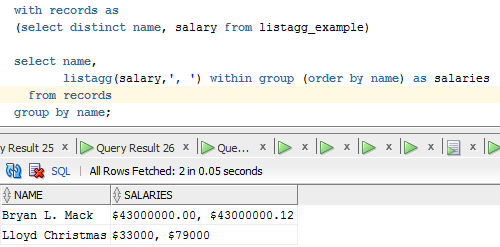 with records as
(select distinct name, salary from listagg_example)
select name,
listagg(salary,', ') within group (order by name) as salaries
from records
group by name;
y Result 25 x Query Result 26 x Que... x x x x x x
SQL | All Rows Fetched: 2 in 0.05 seconds
NAME SALARIES
Bryan L. Mack $43000000.00, $43000000.12
Lloyd Christmas $33000, $79000